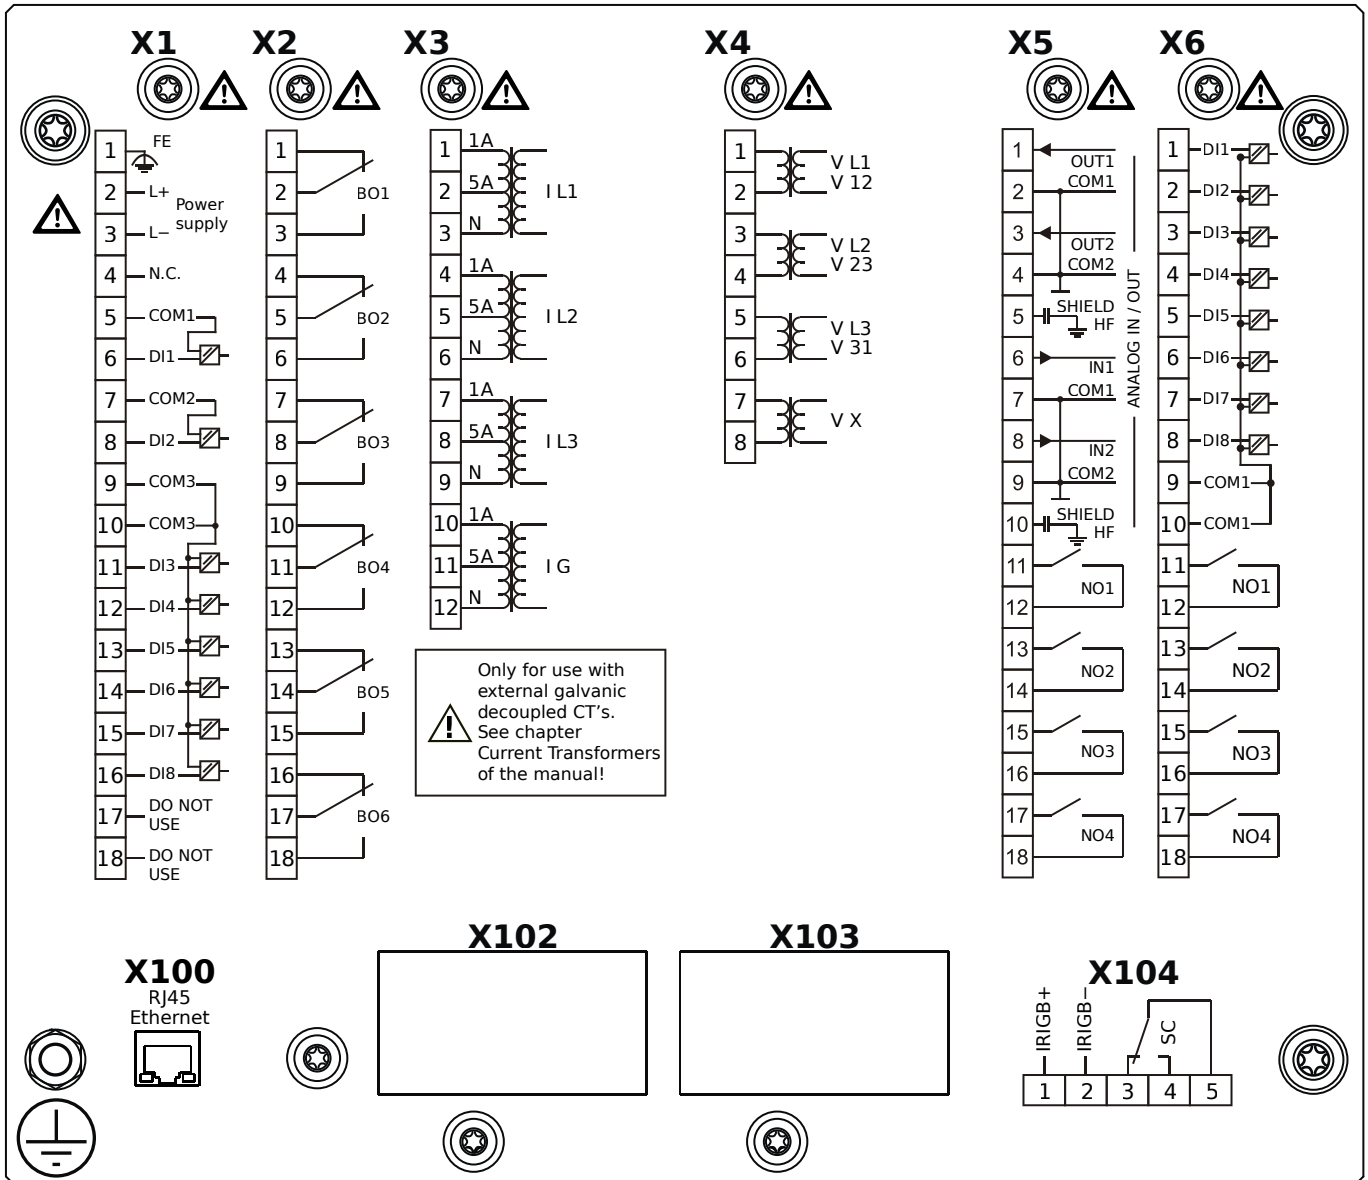 X1 X2 X3 X4 X5 X6
1 FE
2 L+
Power
supply
3 L−
4 N.C.
5 COM1
6 DI1
7 COM2
8 DI2
9 COM3
10 COM3
11 DI3
12 DI4
13 DI5
14 DI6
15 DI7
16 DI8
17 DO NOT
USE
18 DO NOT
USE
1
2 BO1
3
4
5 BO2
6
7
8 BO3
9
10
11 BO4
12
13
14 BO5
15
16
17 BO6
18
1 1A
2 5A I L1
3 N
4 1A
5 5A I L2
6 N
7 1A
8 5A I L3
9 N
10 1A
11 5A I G
12 N
Only for use with
external galvanic
decoupled CT's.
See chapter
Current Transformers
of the manual!
1 V L1
2 V 12
3 V L2
4 V 23
5 V L3
6 V 31
7 V X
8
1 OUT1
2 COM1
3 OUT2
4 COM2
5 SHIELD
HF
6 IN1
7 COM1
8 IN2
9 COM2
10 SHIELD
HF
ANALOG IN / OUT
11
NO1
12
13
NO2
14
15
NO3
16
17
NO4
18
1 DI1
2 DI2
3 DI3
4 DI4
5 DI5
6 DI6
7 DI7
8 DI8
9 COM1
10 COM1
11
NO1
12
13
NO2
14
15
NO3
16
17
NO4
18
X100
RJ45
Ethernet
X102
X103
X104
IRIGB+
IRIGB−
SC
1 2 3 4 5